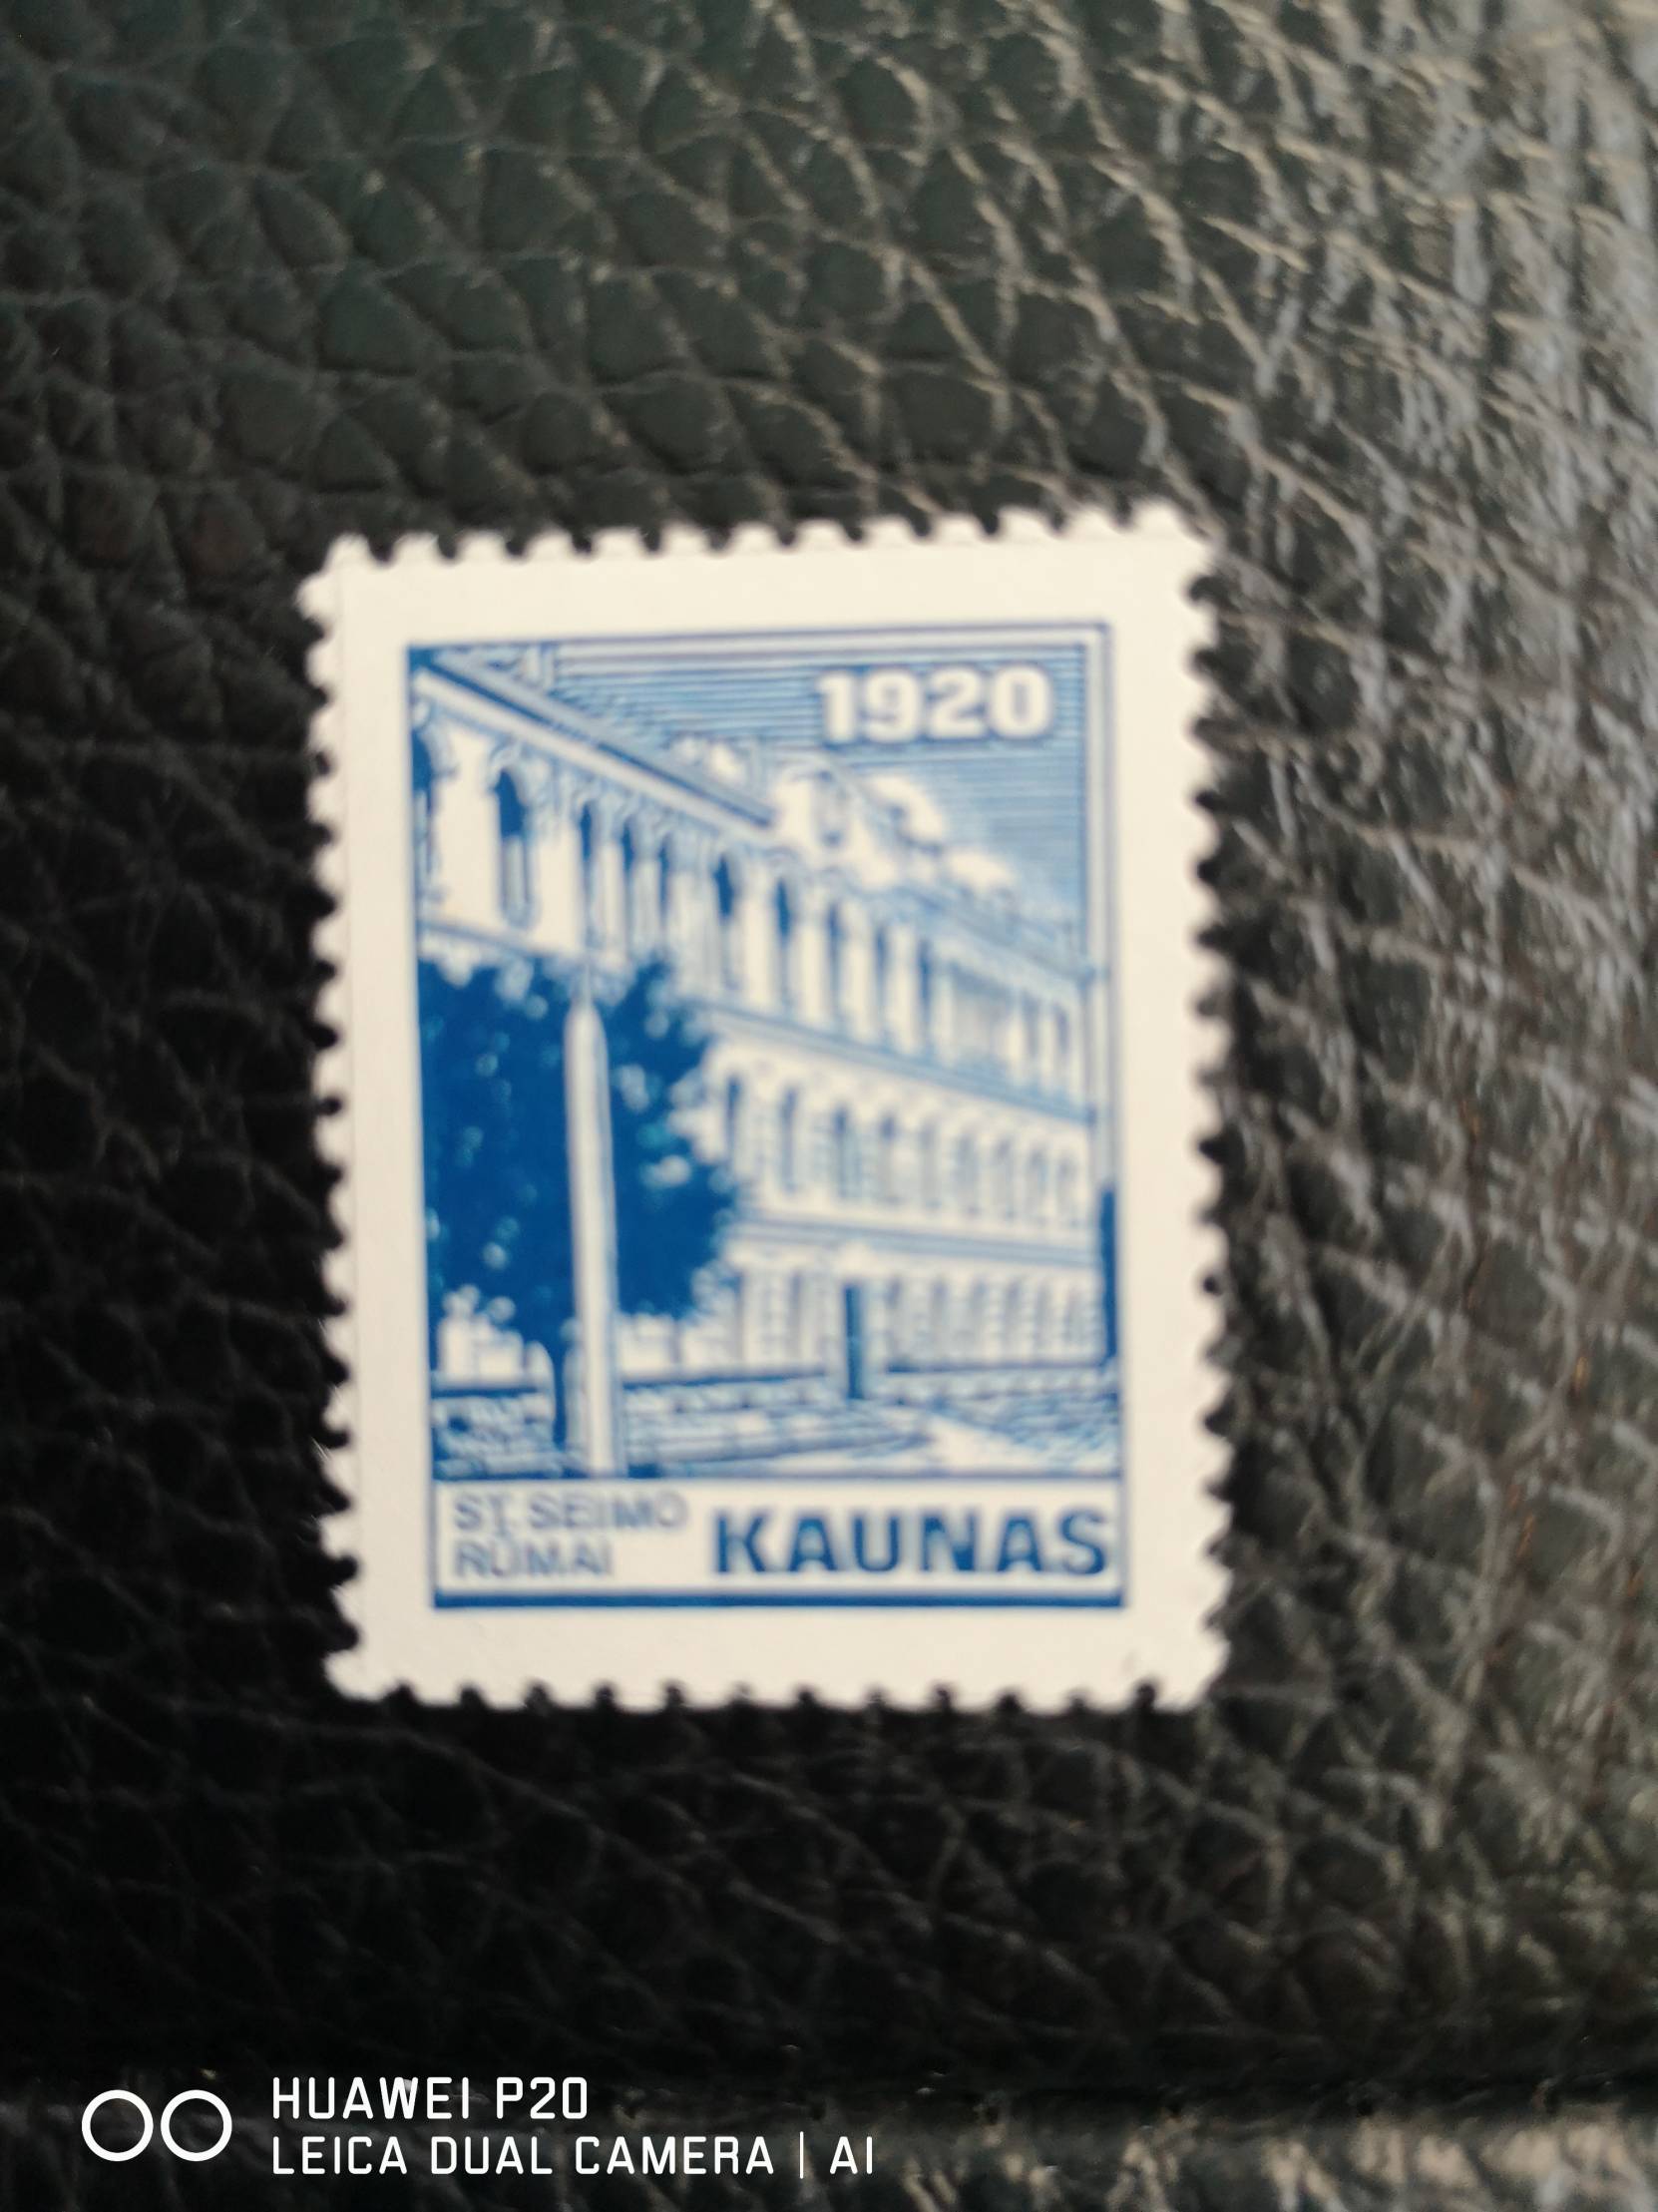 1920
ST. SEIMO
RŪMAI
KAUNAS
HUAWEI P20
LEICA DUAL CAMERA | AI